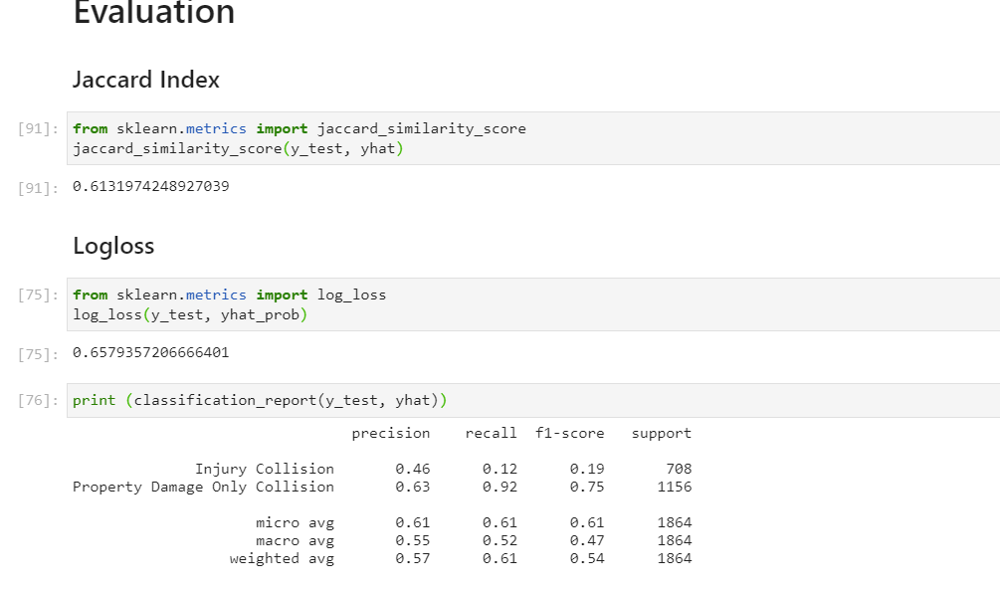 Evaluation
Jaccard Index
[91]: from sklearn.metrics import jaccard_similarity_score
jaccard_similarity_score(y_test, yhat)
[91]: 0.6131974248927039
Logloss
[75]: from sklearn.metrics import log_loss
log_loss(y_test, yhat_prob)
[75]: 0.6579357206666401
[76]: print (classification_report(y_test, yhat))
precision recall f1-score support
Injury Collision 0.46 0.12 0.19 708
Property Damage Only Collision 0.63 0.92 0.75 1156
micro avg 0.61 0.61 0.61 1864
macro avg 0.55 0.52 0.47 1864
weighted avg 0.57 0.61 0.54 1864